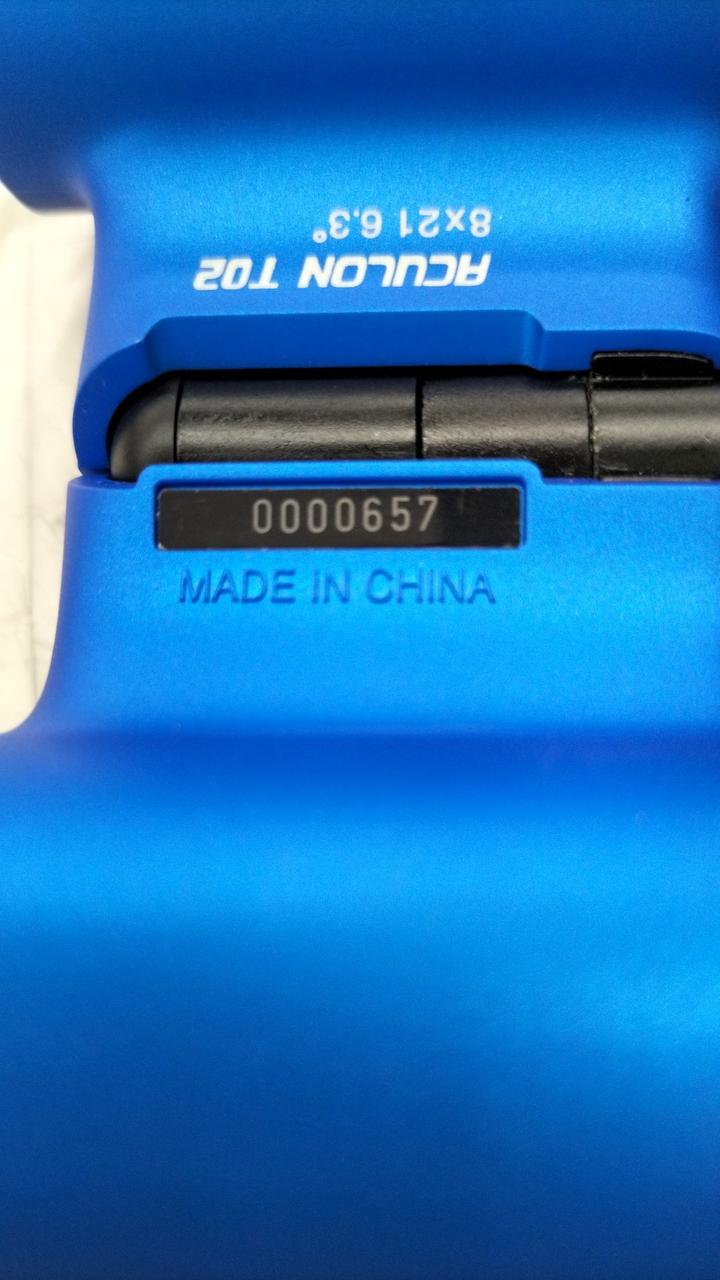 8x21 6.3°
ACULON T02
0000657
MADE IN CHINA